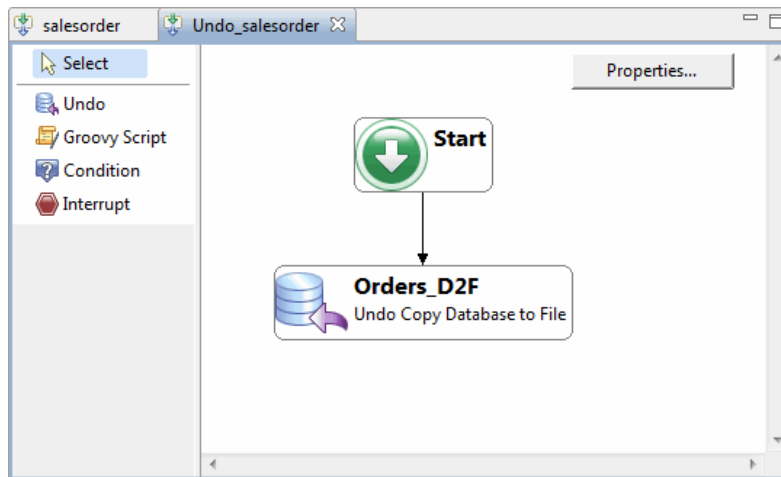 salesorder
Undo_salesorder
Select
Properties...
Undo
Groovy Script
Condition
Interrupt
Start
Orders_D2F
Undo Copy Database to File